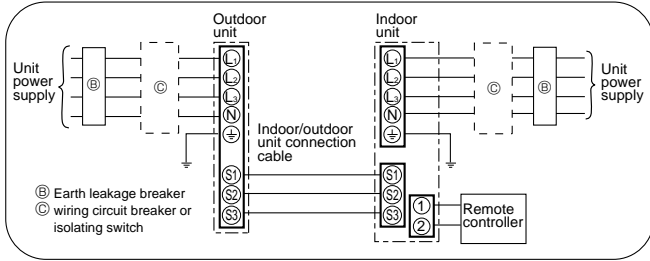 Outdoor
unit
Indoor
unit
Unit
power
supply
Ⓑ
Ⓒ
L1
L2
L3
N
⏚
L1
L2
L3
N
⏚
Ⓒ
Ⓑ
Unit
power
supply
Indoor/outdoor
unit connection
cable
S1
S2
S3
S1
S2
S3
1
2
Remote
controller
Ⓑ Earth leakage breaker
Ⓒ wiring circuit breaker or
isolating switch